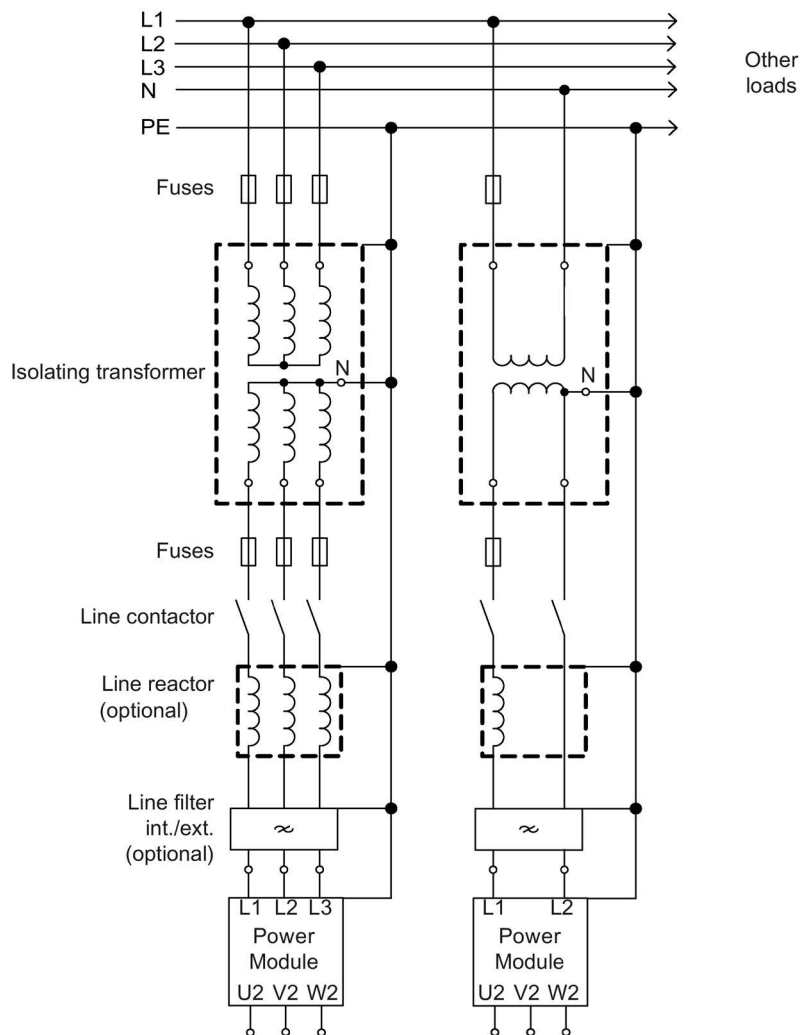 L1
L2
L3
N
PE
Other
loads
Fuses
Isolating transformer
N
N
Fuses
Line contactor
Line reactor
(optional)
Line filter
int./ext.
(optional)
L1 L2 L3
Power
Module
U2 V2 W2
L1 L2
Power
Module
U2 V2 W2